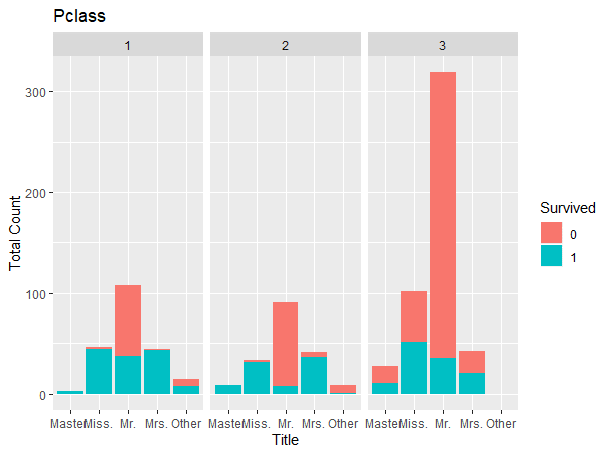 Pclass
1 2 3
Total Count
300
200
100
0
Master Miss. Mr. Mrs. Other Master Miss. Mr. Mrs. Other Master Miss. Mr. Mrs. Other
Title
Survived
0
1